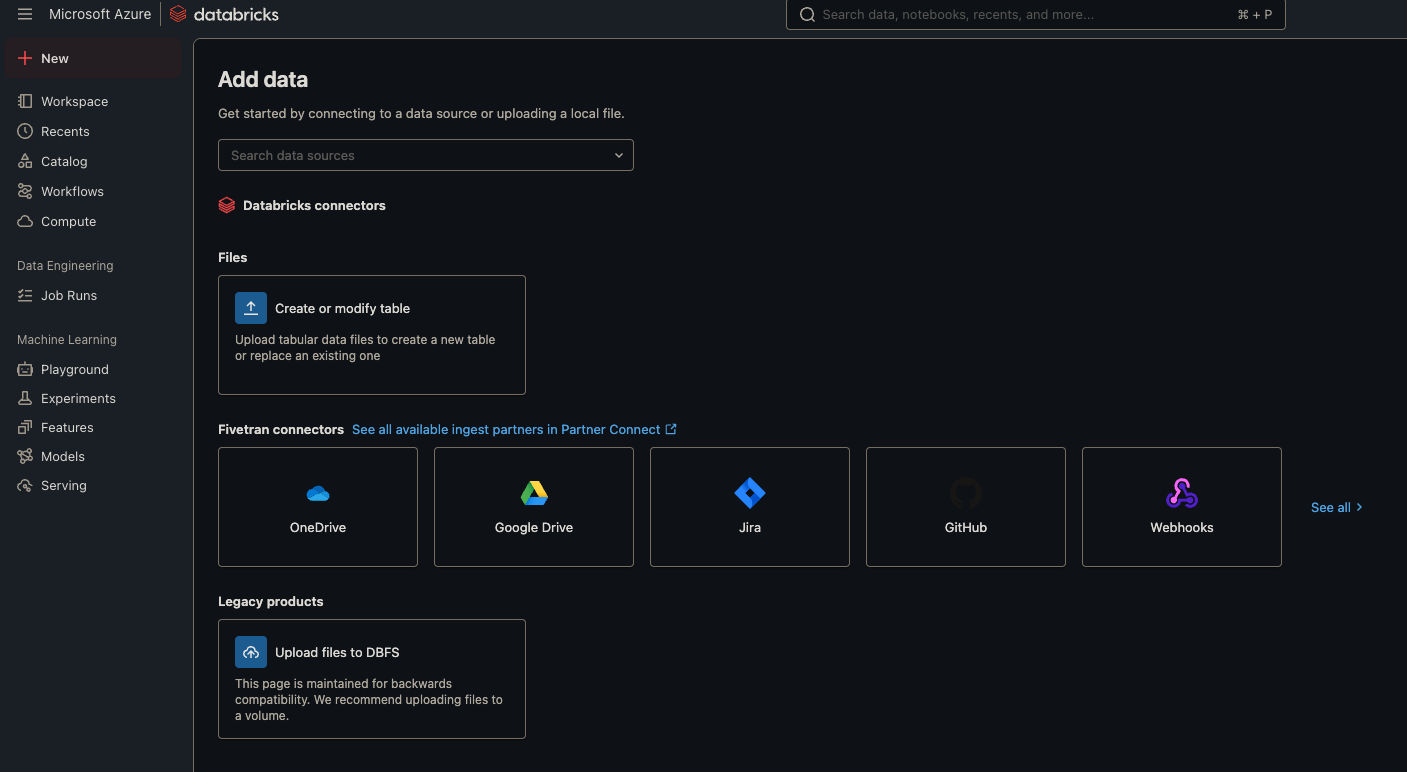 Microsoft Azure databricks
Search data, notebooks, recents, and more... ⌘ + P
New
Workspace
Recents
Catalog
Workflows
Compute
Data Engineering
Job Runs
Machine Learning
Playground
Experiments
Features
Models
Serving
Add data
Get started by connecting to a data source or uploading a local file.
Search data sources
Databricks connectors
Files
Create or modify table
Upload tabular data files to create a new table
or replace an existing one
Fivetran connectors See all available ingest partners in Partner Connect
OneDrive
Google Drive
Jira
GitHub
Webhooks
See all
Legacy products
Upload files to DBFS
This page is maintained for backwards
compatibility. We recommend uploading files to
a volume.